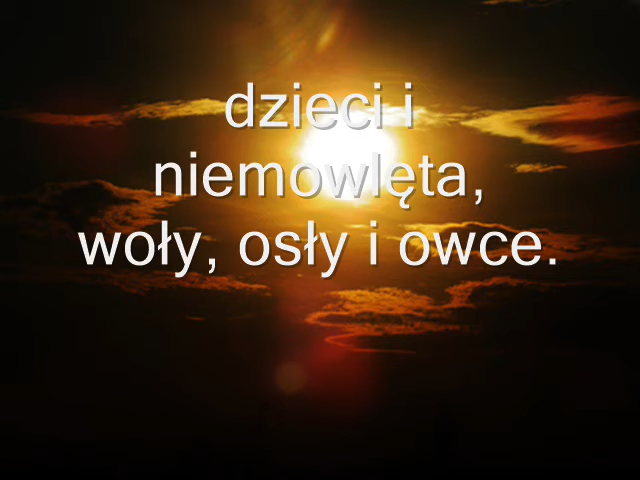 dzieci i
niemowlęta,
woły, osły i owce.